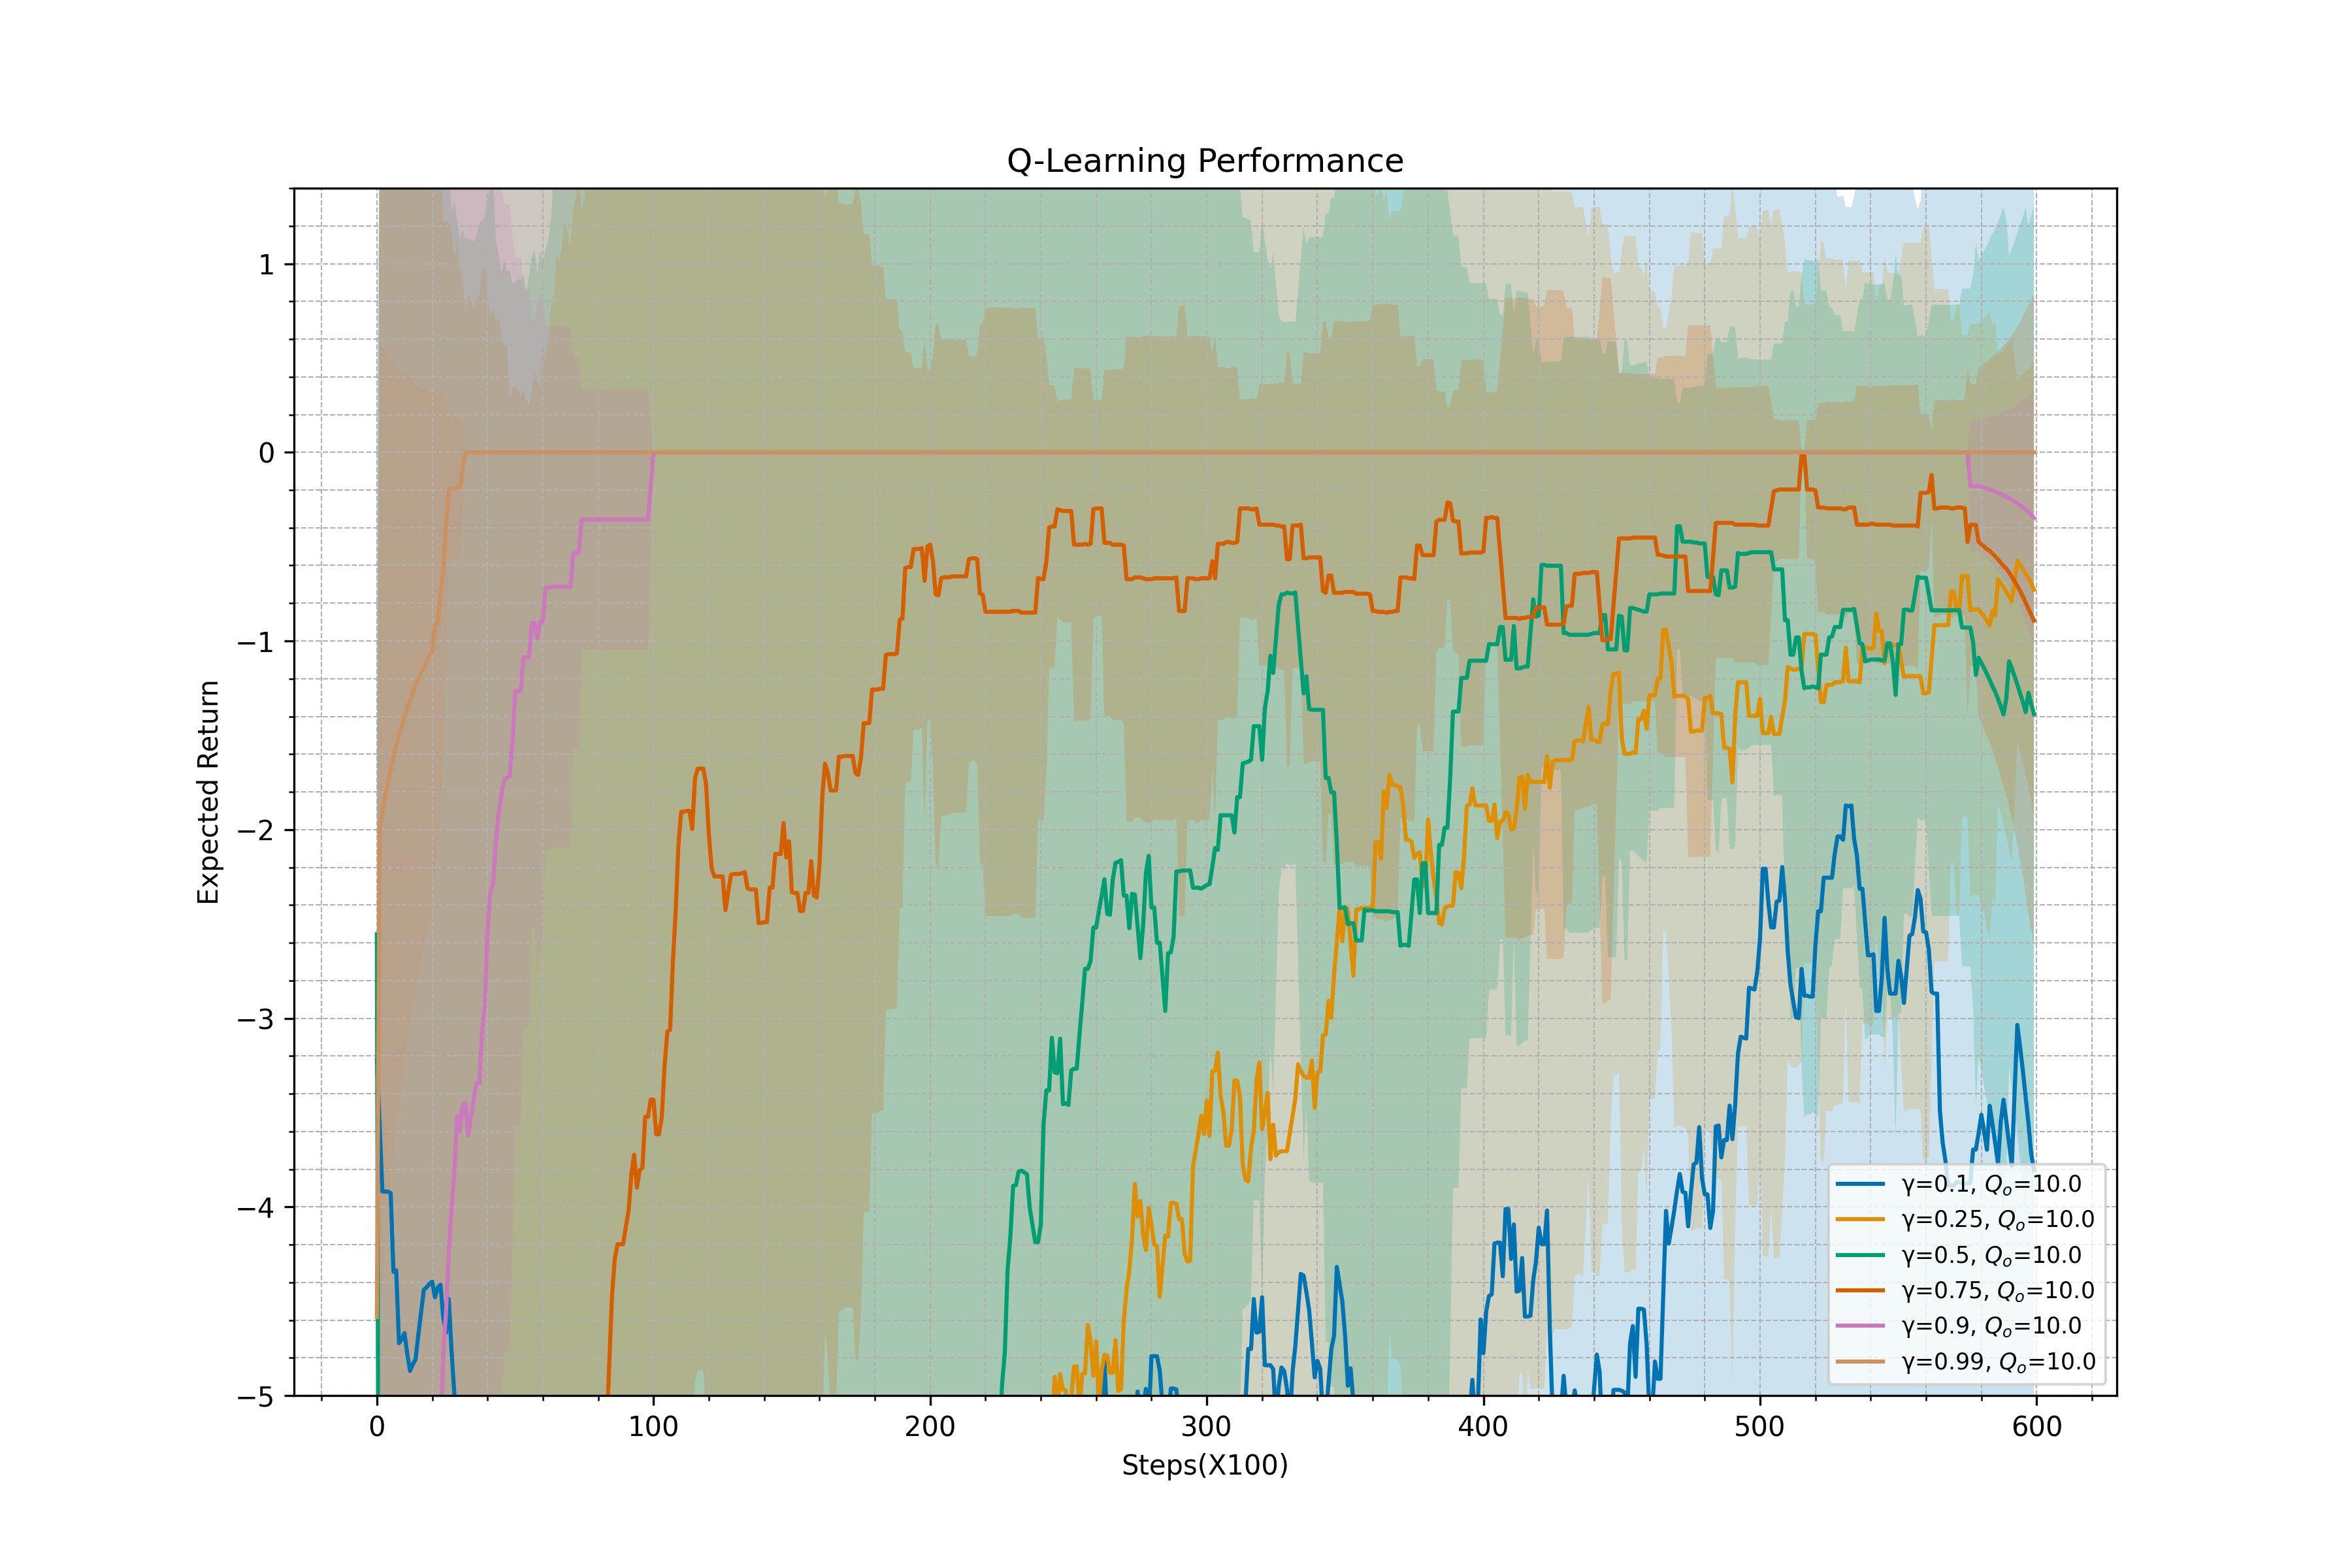 Q-Learning Performance
Expected Return
1
0
−1
−2
−3
−4
−5
0 100 200 300 400 500 600
Steps(X100)
γ=0.1, Qo=10.0
γ=0.25, Qo=10.0
γ=0.5, Qo=10.0
γ=0.75, Qo=10.0
γ=0.9, Qo=10.0
γ=0.99, Qo=10.0